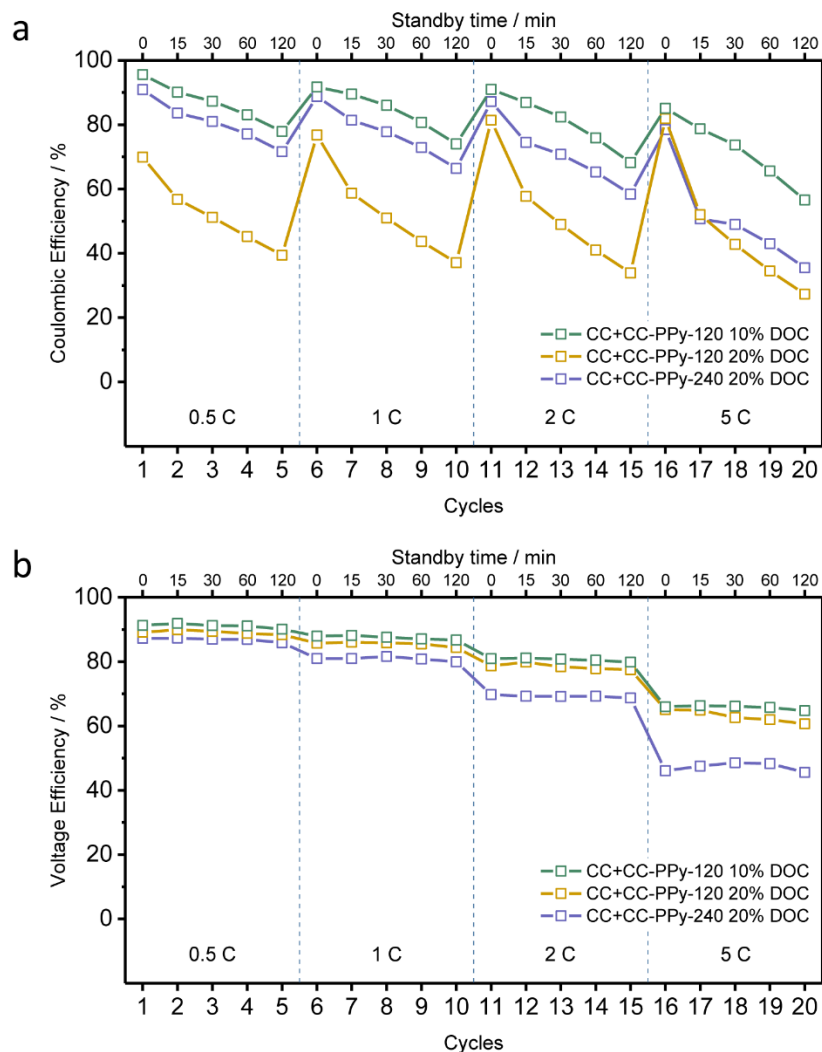 a
Standby time / min
0 15 30 60 120 0 15 30 60 120 0 15 30 60 120 0 15 30 60 120
100
80
60
40
20
0
Coulombic Efficiency / %
CC+CC-PPy-120 10% DOC
CC+CC-PPy-120 20% DOC
CC+CC-PPy-240 20% DOC
0.5 C 1 C 2 C 5 C
1 2 3 4 5 6 7 8 9 10 11 12 13 14 15 16 17 18 19 20
Cycles
b
Standby time / min
0 15 30 60 120 0 15 30 60 120 0 15 30 60 120 0 15 30 60 120
100
80
60
40
20
0
Voltage Efficiency / %
CC+CC-PPy-120 10% DOC
CC+CC-PPy-120 20% DOC
CC+CC-PPy-240 20% DOC
0.5 C 1 C 2 C 5 C
1 2 3 4 5 6 7 8 9 10 11 12 13 14 15 16 17 18 19 20
Cycles